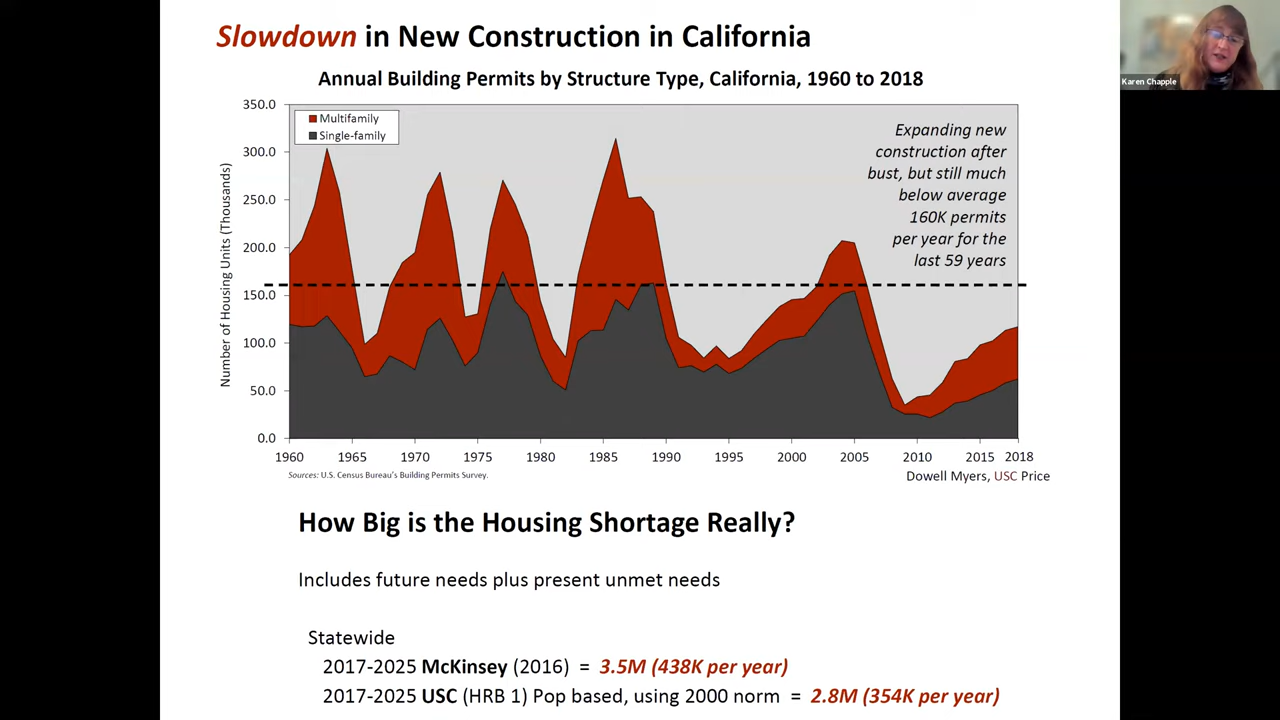 Slowdown in New Construction in California
Karen Chapple
Annual Building Permits by Structure Type, California, 1960 to 2018
Number of Housing Units (Thousands)
350.0
300.0
250.0
200.0
150.0
100.0
50.0
0.0
Multifamily
Single-family
Expanding new
construction after
bust, but still much
below average
160K permits
per year for the
last 59 years
1960 1965 1970 1975 1980 1985 1990 1995 2000 2005 2010 2015 2018
Sources: U.S. Census Bureau's Building Permits Survey.
Dowell Myers, USC Price
How Big is the Housing Shortage Really?
Includes future needs plus present unmet needs
Statewide
2017-2025 McKinsey (2016) = 3.5M (438K per year)
2017-2025 USC (HRB 1) Pop based, using 2000 norm = 2.8M (354K per year)